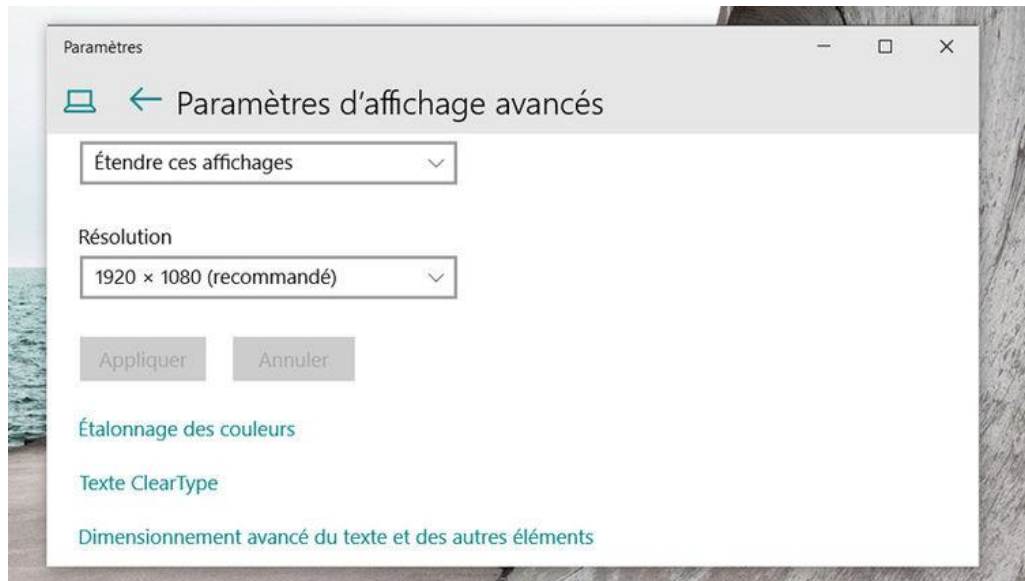 Paramètres
Paramètres d'affichage avancés
Étendre ces affichages
Résolution
1920 × 1080 (recommandé)
Appliquer Annuler
Étalonnage des couleurs
Texte ClearType
Dimensionnement avancé du texte et des autres éléments